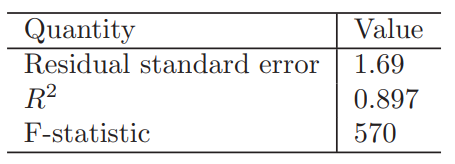 Quantity Value
Residual standard error 1.69
R² 0.897
F-statistic 570